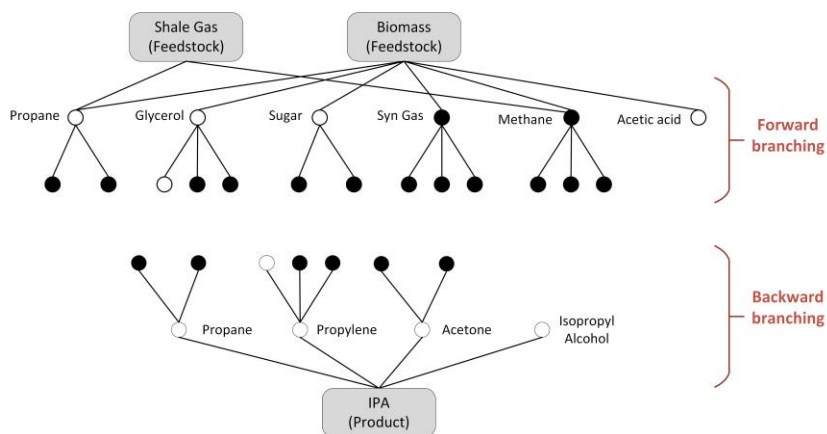 Shale Gas
(Feedstock)
Biomass
(Feedstock)
Propane
Glycerol
Sugar
Syn Gas
Methane
Acetic acid
Forward
branching
Propane
Propylene
Acetone
Isopropyl
Alcohol
Backward
branching
IPA
(Product)